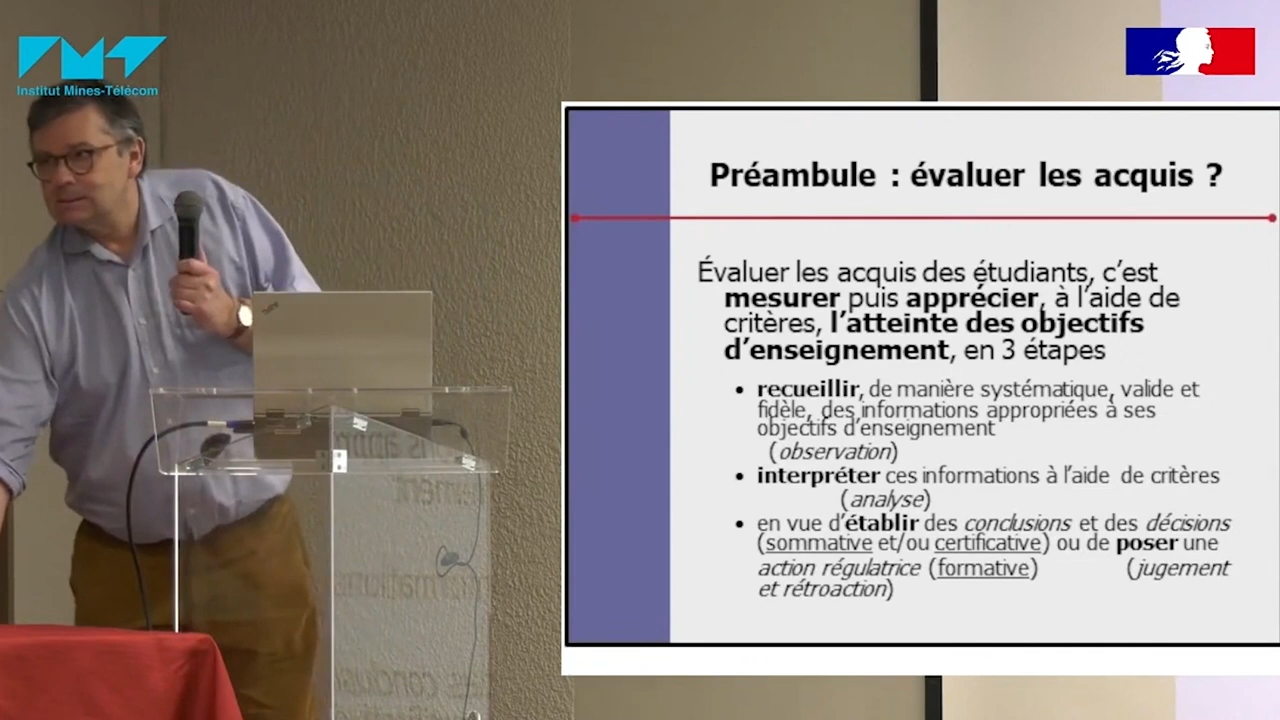 Institut Mines-Télécom
Préambule : évaluer les acquis ?
Évaluer les acquis des étudiants, c'est
mesurer puis apprécier, à l'aide de
critères, l'atteinte des objectifs
d'enseignement, en 3 étapes
• recueillir, de manière systématique, valide et
fidèle, des informations appropriées à ses
objectifs d'enseignement
(observation)
• interpréter ces informations à l'aide de critères
(analyse)
• en vue d'établir des conclusions et des décisions
(sommative et/ou certificative) ou de poser une
action régulatrice (formative) (jugement
et rétroaction)